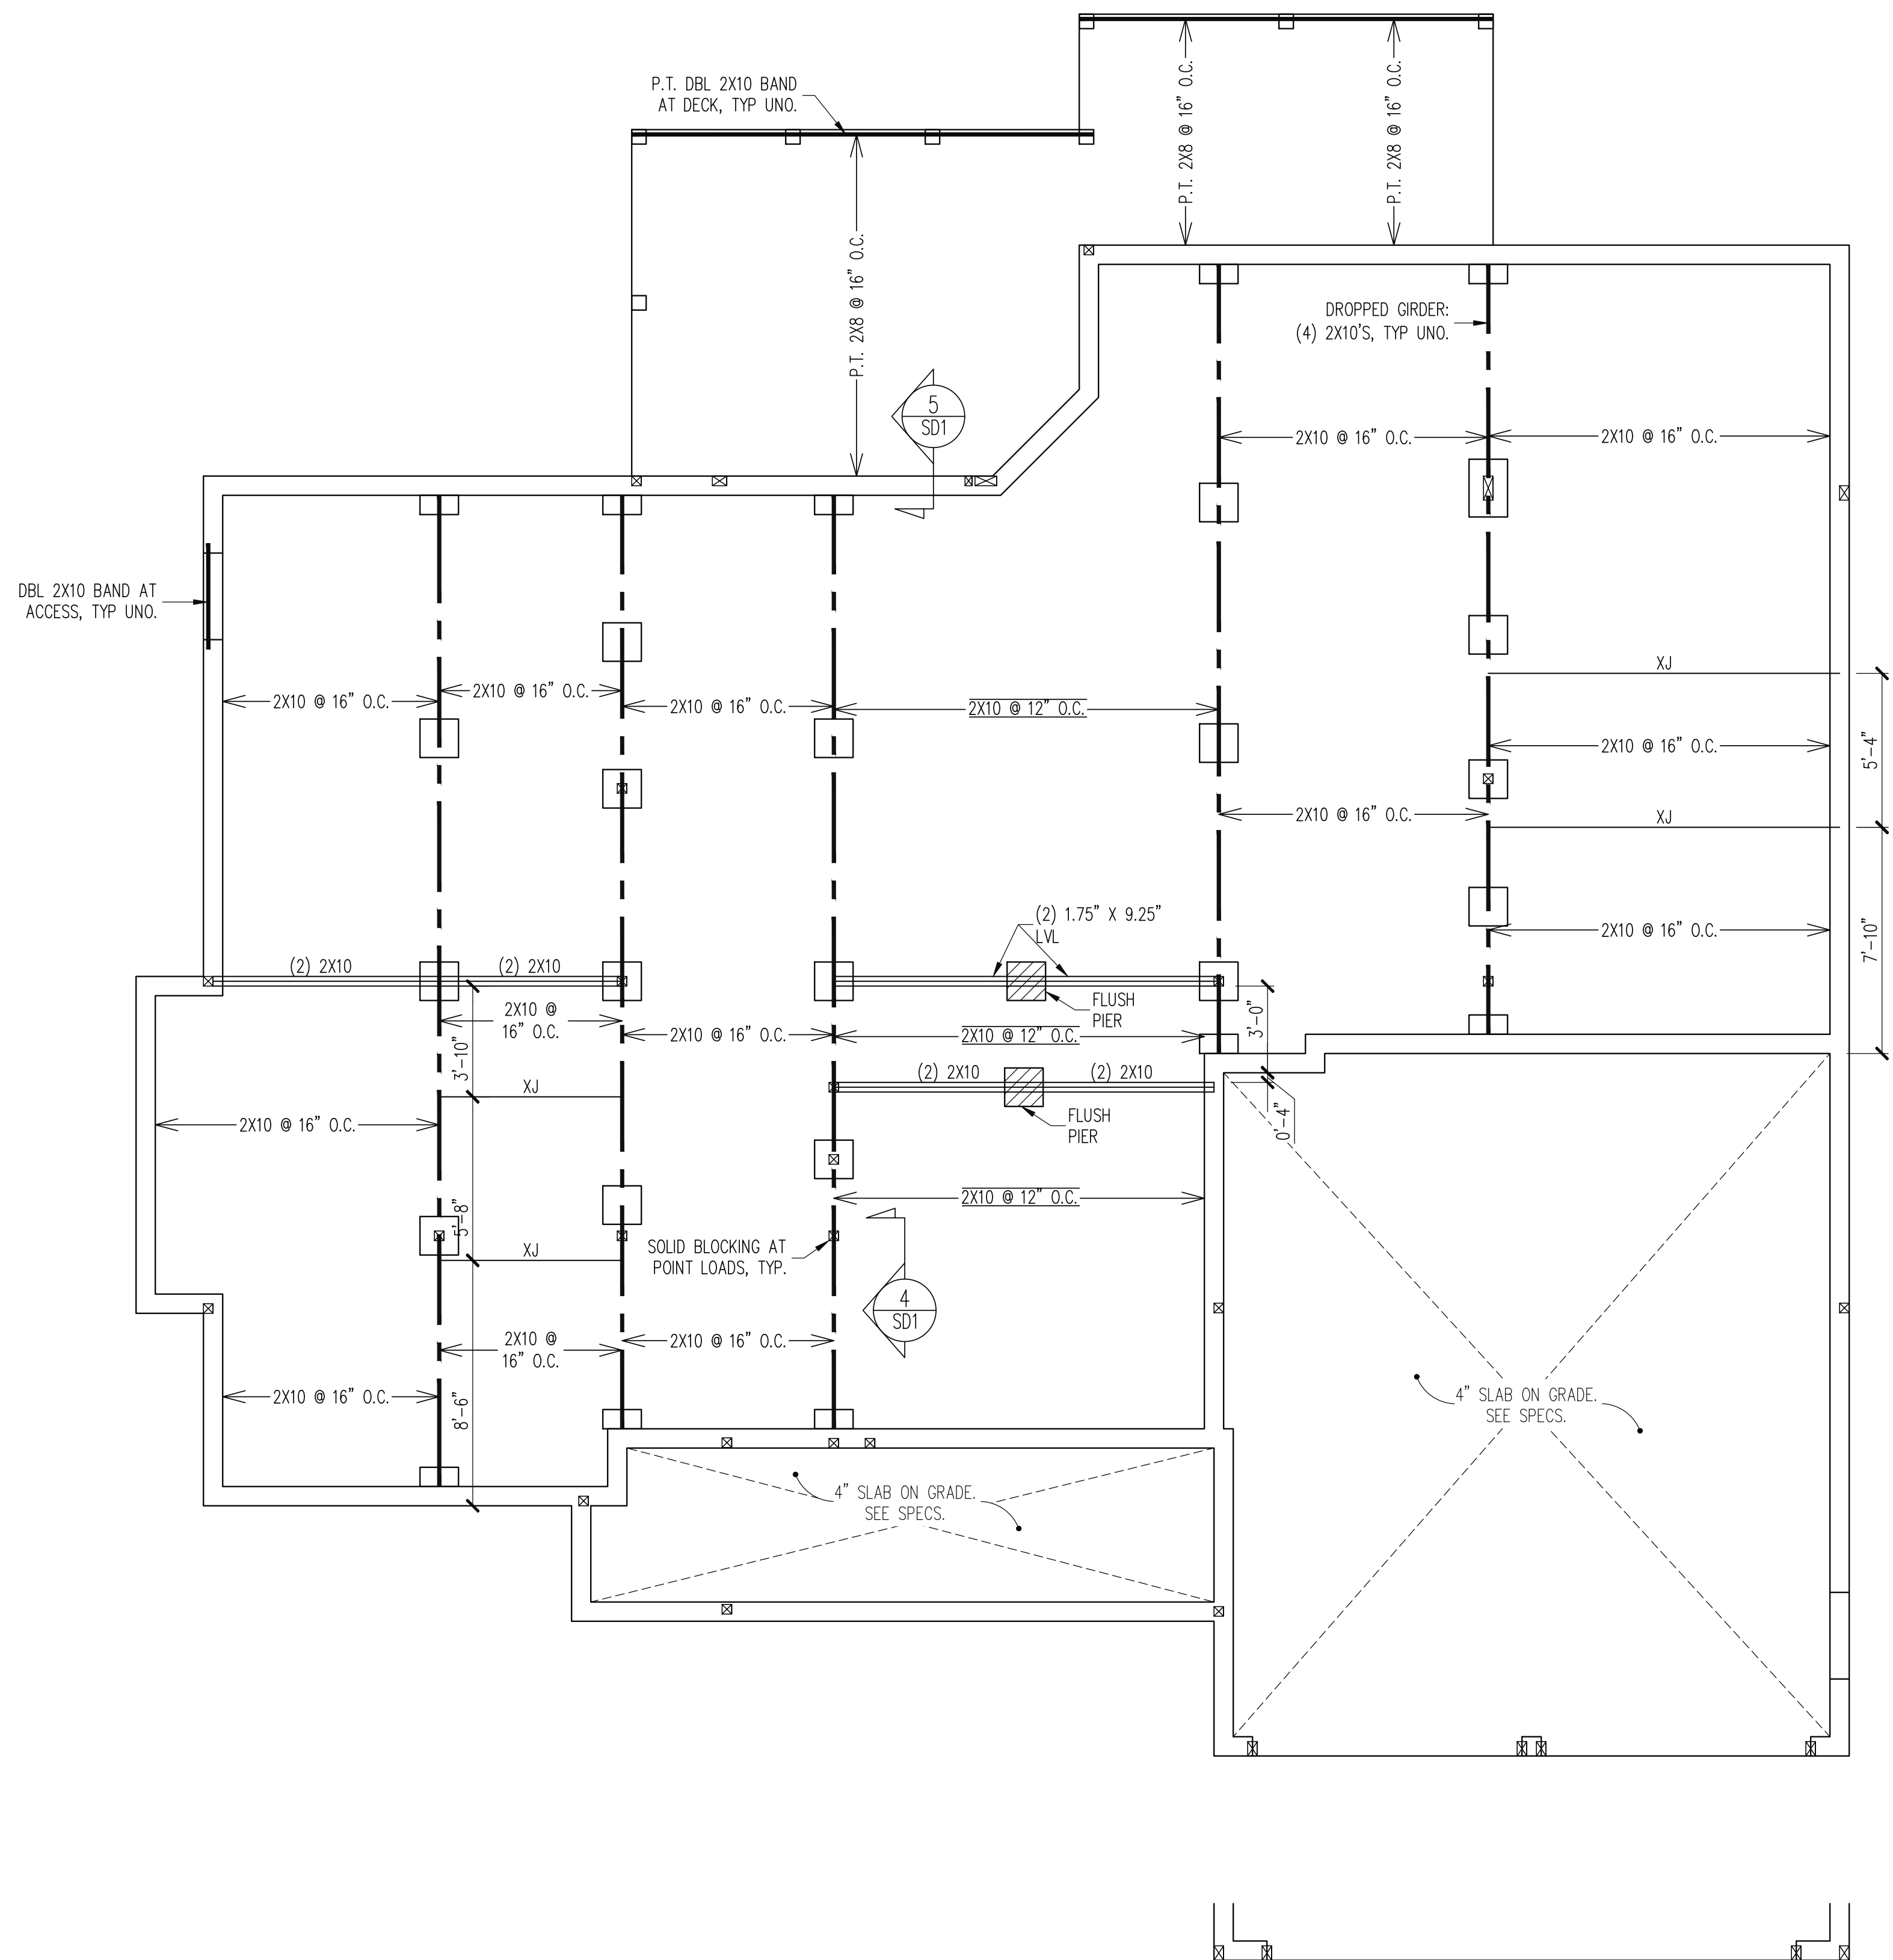 P.T. 2X8 @ 16" O.C.
P.T. 2X8 @ 16" O.C.
P.T. DBL 2X10 BAND
AT DECK, TYP UNO.
P.T. 2X8 @ 16" O.C.
DROPPED GIRDER:
(4) 2X10'S, TYP UNO.
5
SD1
2X10 @ 16" O.C.
2X10 @ 16" O.C.
DBL 2X10 BAND AT
ACCESS, TYP UNO.
XJ
2X10 @ 16" O.C.
2X10 @ 16" O.C.
2X10 @ 16" O.C.
2X10 @ 12" O.C.
2X10 @ 16" O.C.
5'-4"
2X10 @ 16" O.C.
XJ
(2) 1.75" X 9.25"
LVL
2X10 @ 16" O.C.
7'-10"
(2) 2X10
(2) 2X10
FLUSH
PIER
2X10 @
16" O.C.
3'-10"
2X10 @ 16" O.C.
2X10 @ 12" O.C.
3'-0"
(2) 2X10
(2) 2X10
XJ
FLUSH
PIER
0'-4"
2X10 @ 16" O.C.
2X10 @ 12" O.C.
5'-8"
XJ
SOLID BLOCKING AT
POINT LOADS, TYP.
4
SD1
2X10 @
16" O.C.
2X10 @ 16" O.C.
2X10 @ 16" O.C.
8'-6"
4" SLAB ON GRADE.
SEE SPECS.
4" SLAB ON GRADE.
SEE SPECS.